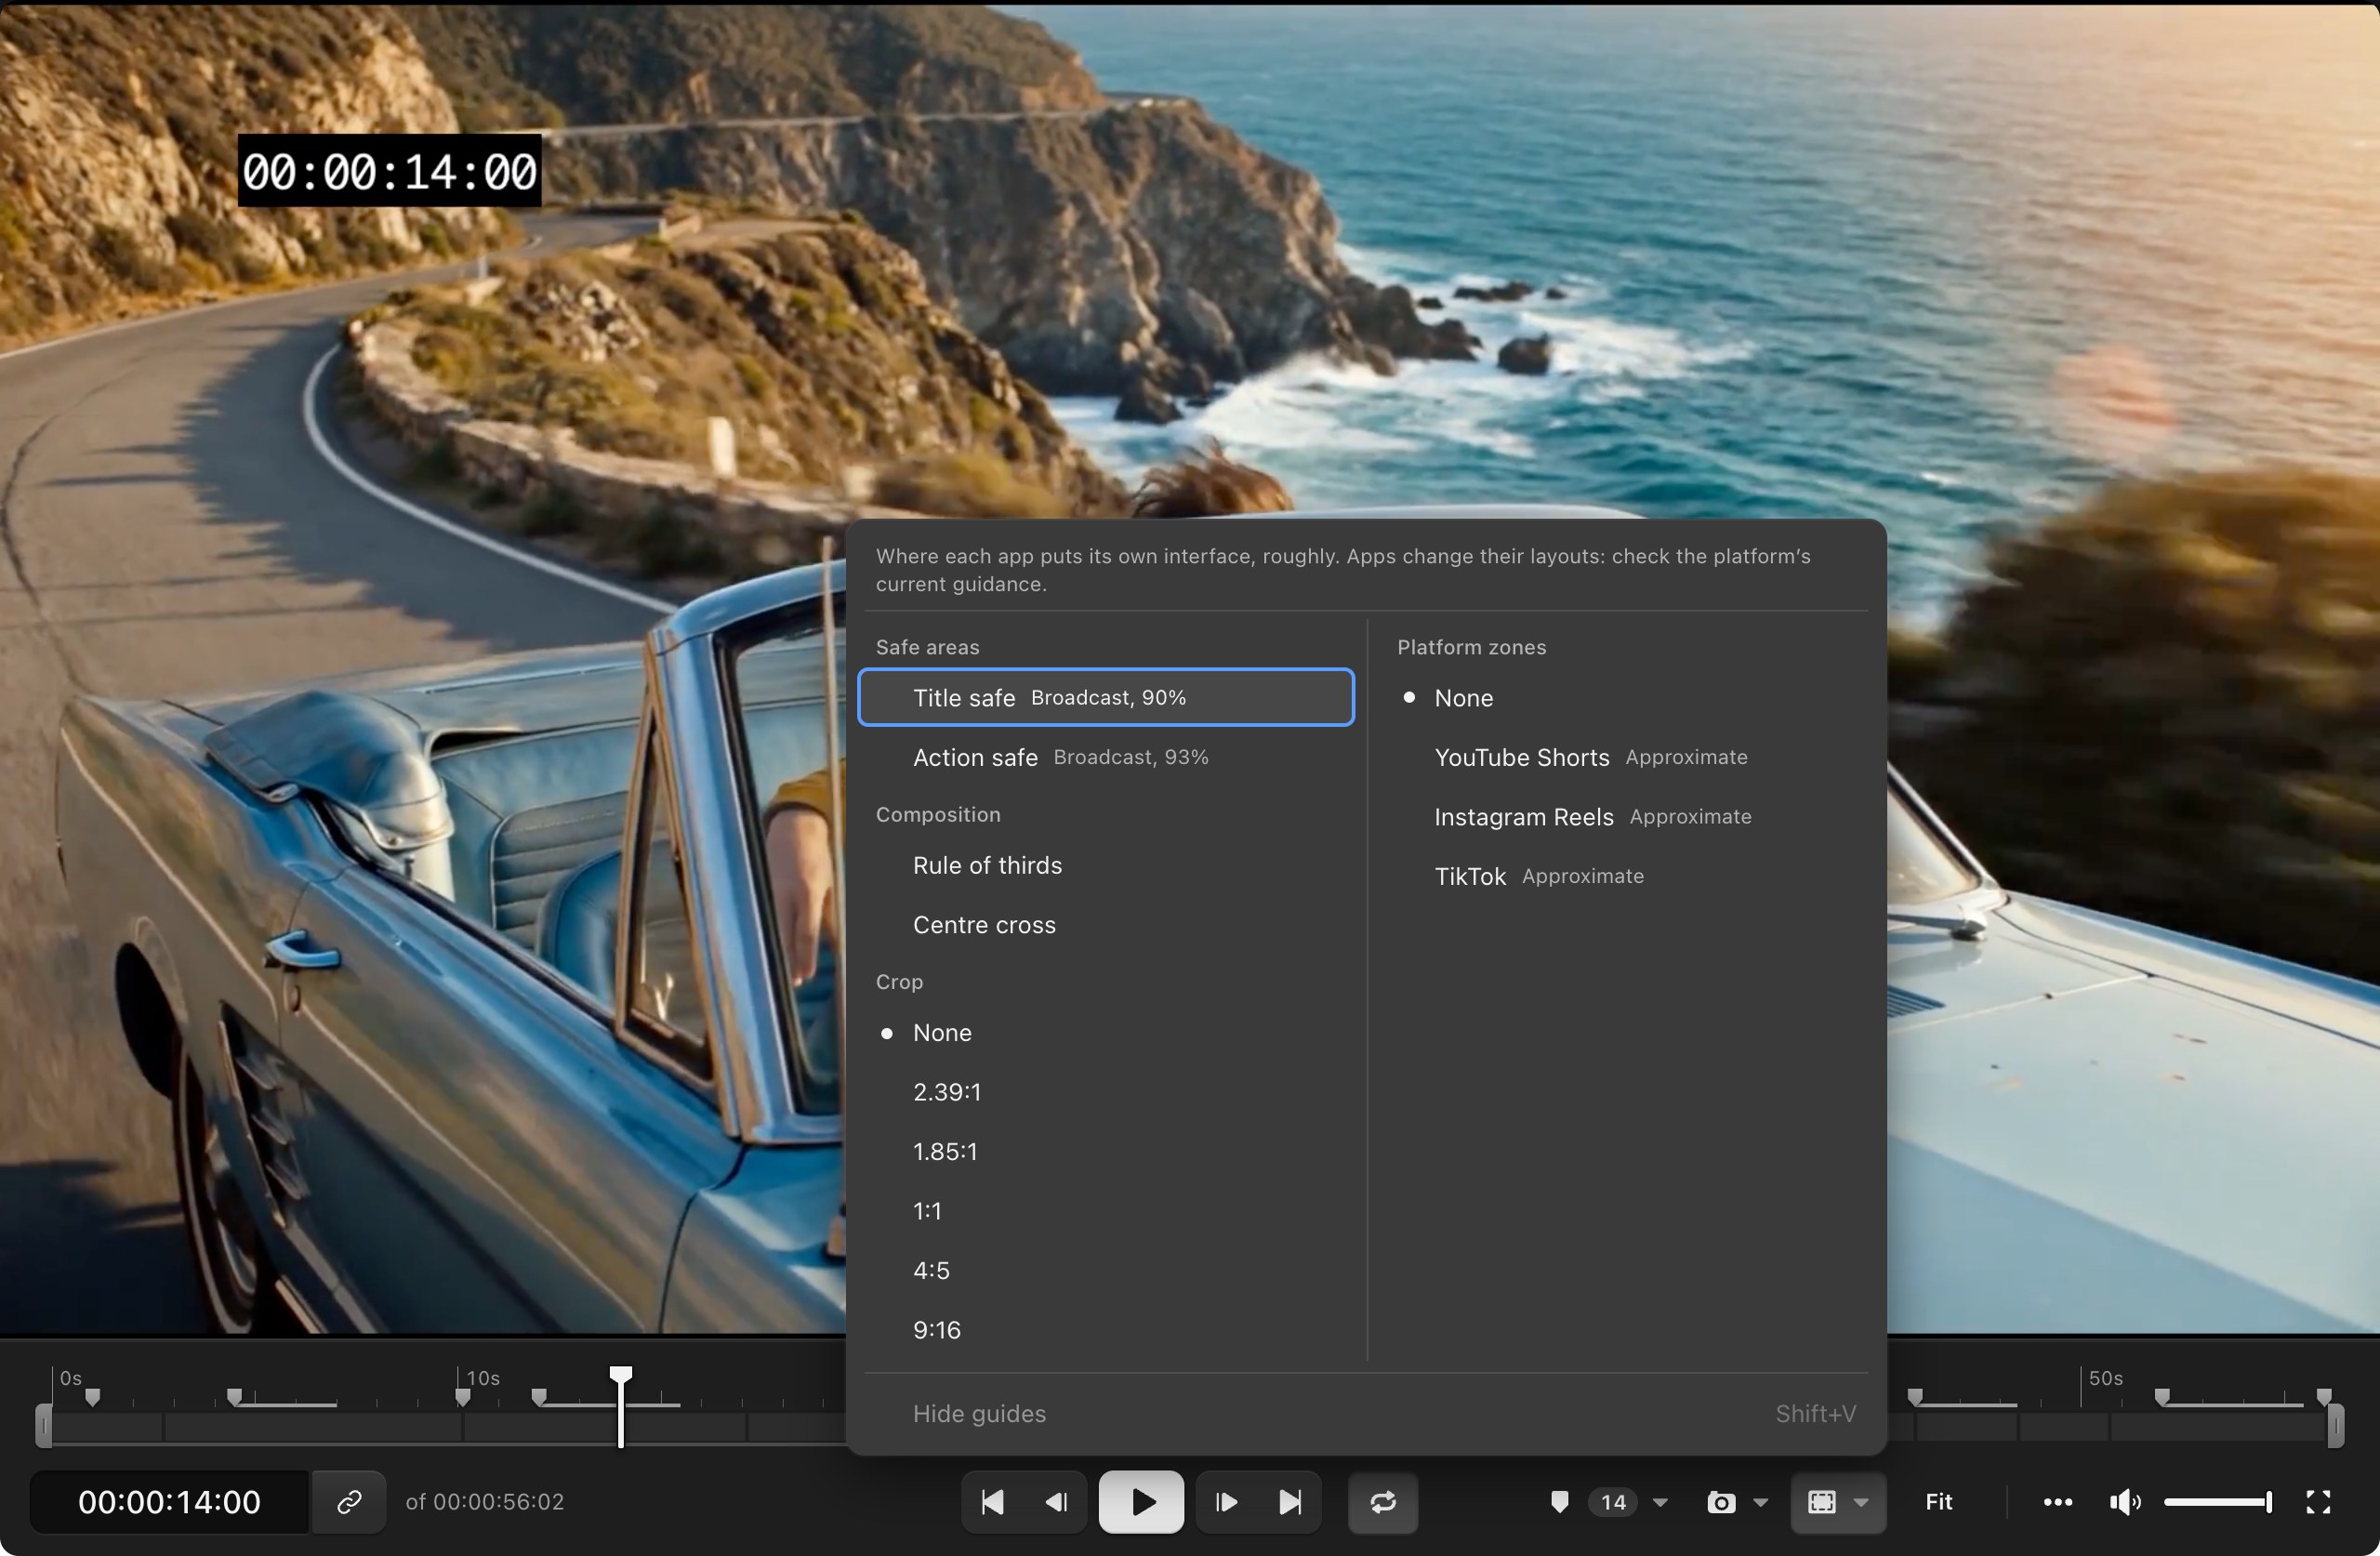 00:00:14:00
Where each app puts its own interface, roughly. Apps change their layouts: check the platform’s
current guidance.
Safe areas
Title safe Broadcast, 90%
Action safe Broadcast, 93%
Composition
Rule of thirds
Centre cross
Crop
None
2.39:1
1.85:1
1:1
4:5
9:16
Platform zones
None
YouTube Shorts Approximate
Instagram Reels Approximate
TikTok Approximate
Hide guides Shift+V
0s 10s 50s
00:00:14:00 of 00:00:56:02 14 Fit